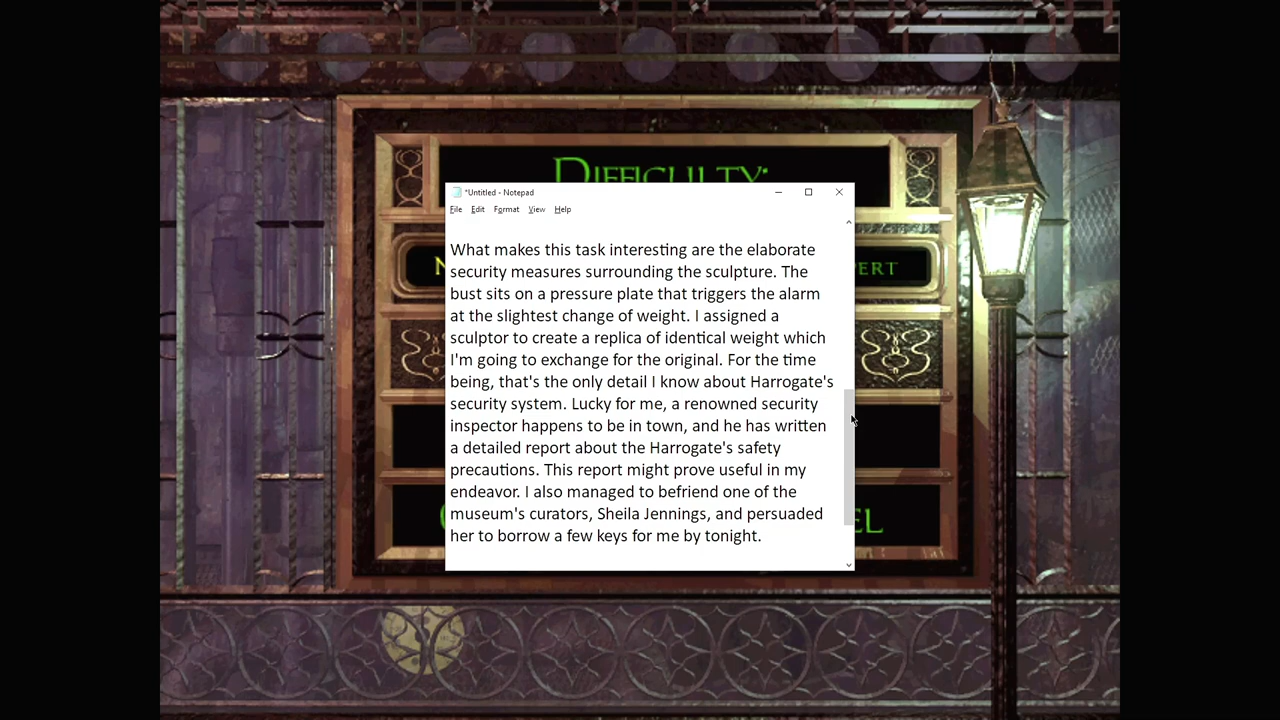 DIFFICULTY:
*Untitled - Notepad
File Edit Format View Help
What makes this task interesting are the elaborate
security measures surrounding the sculpture. The
bust sits on a pressure plate that triggers the alarm
at the slightest change of weight. I assigned a
sculptor to create a replica of identical weight which
I'm going to exchange for the original. For the time
being, that's the only detail I know about Harrogate's
security system. Lucky for me, a renowned security
inspector happens to be in town, and he has written
a detailed report about the Harrogate's safety
precautions. This report might prove useful in my
endeavor. I also managed to befriend one of the
museum's curators, Sheila Jennings, and persuaded
her to borrow a few keys for me by tonight.